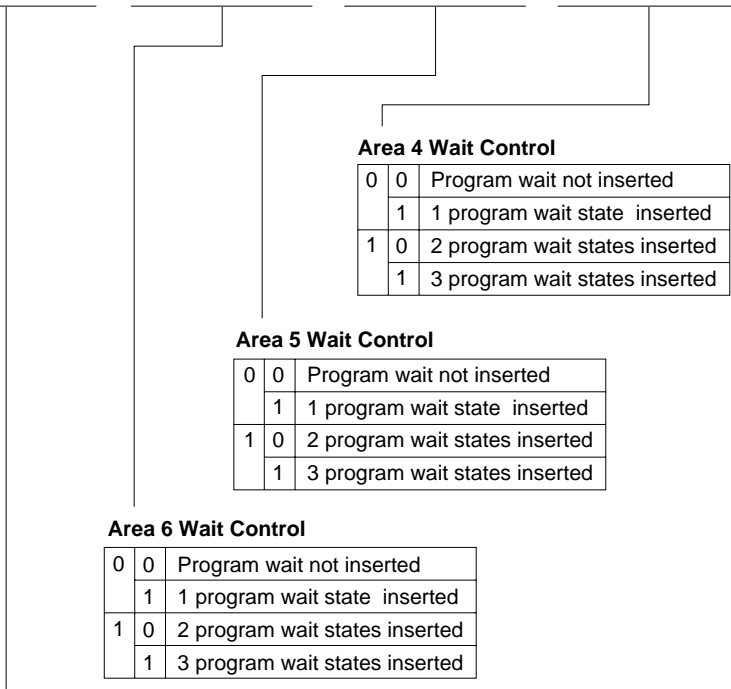 Area 4 Wait Control
0 0 Program wait not inserted
1 1 program wait state inserted
1 0 2 program wait states inserted
1 3 program wait states inserted
Area 5 Wait Control
0 0 Program wait not inserted
1 1 program wait state inserted
1 0 2 program wait states inserted
1 3 program wait states inserted
Area 6 Wait Control
0 0 Program wait not inserted
1 1 program wait state inserted
1 0 2 program wait states inserted
1 3 program wait states inserted